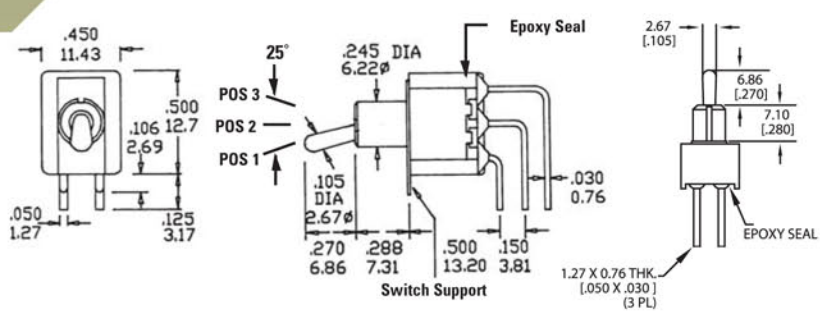 .450
11.43
.500
12.7
.106
2.69
.050
1.27
.125
3.17
25°
POS 3
POS 2
POS 1
.245 DIA
6.22ø
Epoxy Seal
.105
DIA
2.67ø
.030
0.76
.270
6.86
.288
7.31
.500
13.20
.150
3.81
Switch Support
2.67
[.105]
6.86
[.270]
7.10
[.280]
EPOXY SEAL
1.27 X 0.76 THK.
[.050 X .030 ]
(3 PL)